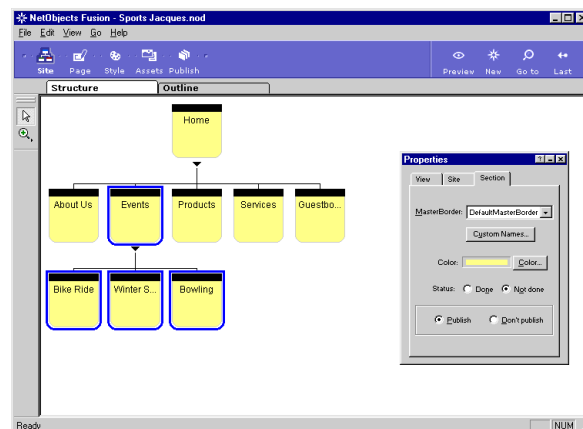 NetObjects Fusion - Sports Jacques.nod
File Edit View Go Help
Site Page Style Assets Publish Preview New Go to Last
Structure Outline
Home
About Us Events Products Services Guestbo...
Bike Ride Winter S... Bowling
Properties
View Site Section
MasterBorder: DefaultMasterBorder
Custom Names...
Color: Color...
Status: Done Not done
Publish Don't publish
Ready NUM